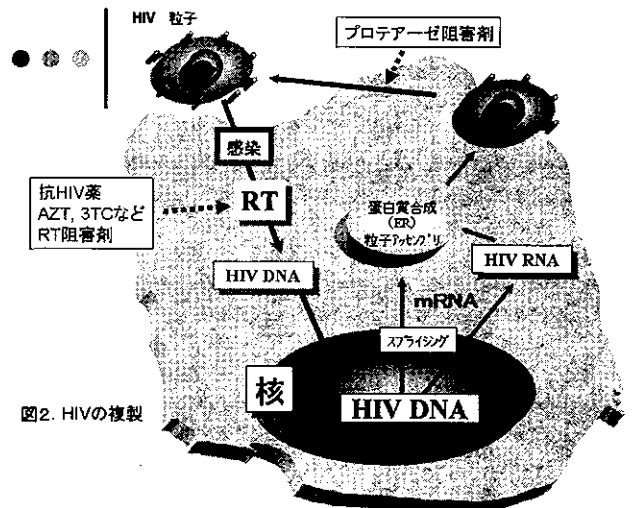 HIV 粒子
プロテアーゼ阻害剤
感染
抗HIV薬
AZT, 3TCなど
RT阻害剤
RT
蛋白質合成
(ER)
粒子アッセンブリ
HIV DNA
HIV RNA
mRNA
スプライシング
核
HIV DNA
図2. HIVの複製